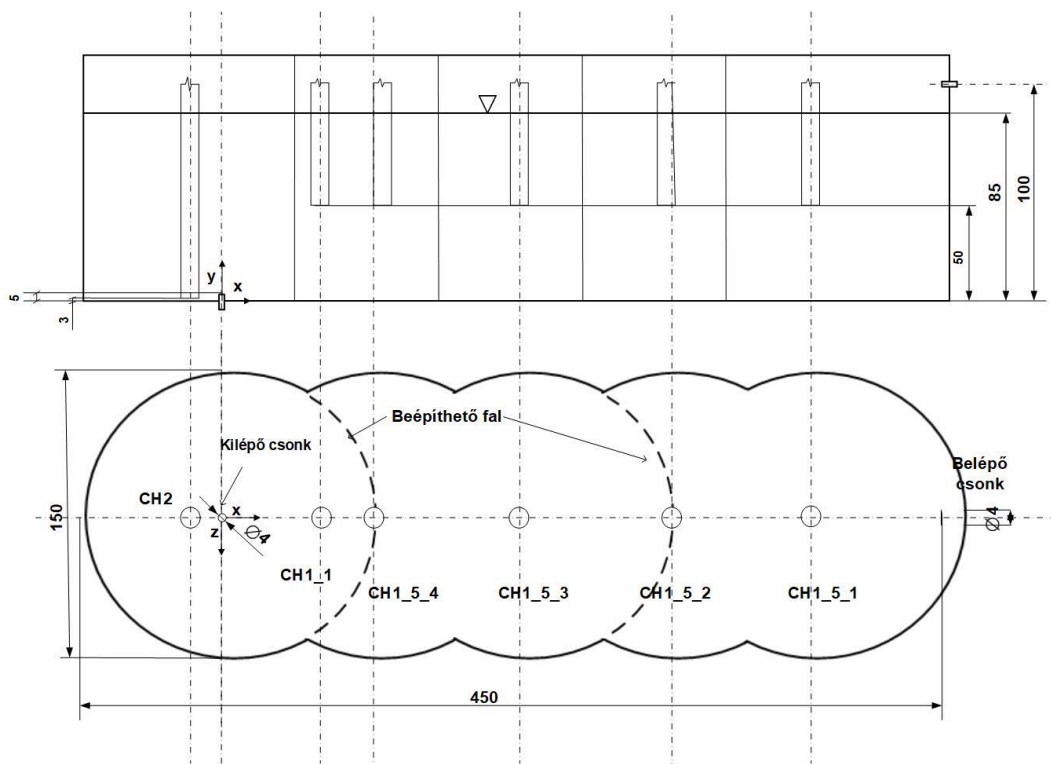 y
x
5
3
50
85
100
Beépíthető fal
Kilépő csonk
Belépő
csonk
CH2
x
z
Ø4
Ø4
150
CH1_1
CH1_5_4
CH1_5_3
CH1_5_2
CH1_5_1
450